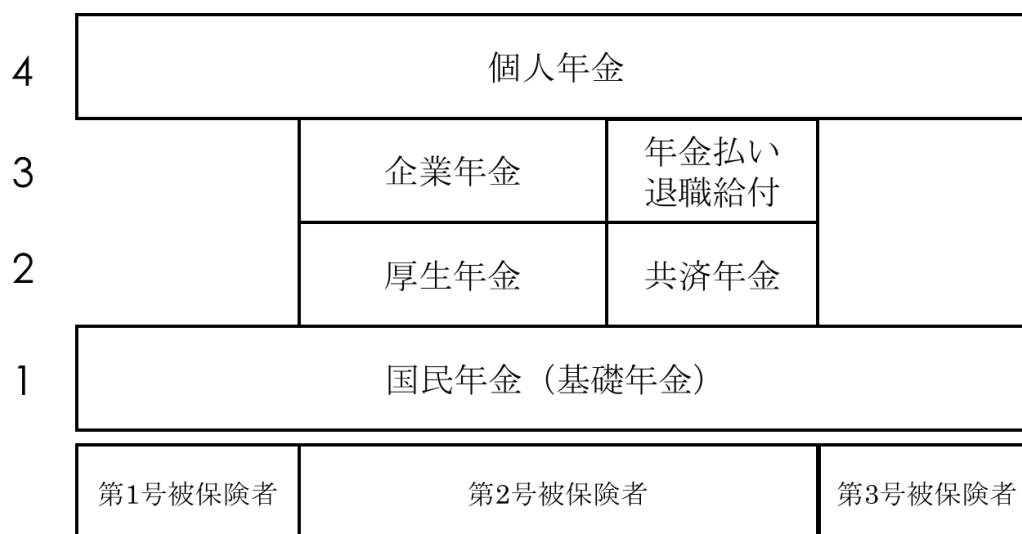 4
個人年金
3
企業年金
年金払い
退職給付
2
厚生年金
共済年金
1
国民年金（基礎年金）
第1号被保険者
第2号被保険者
第3号被保険者